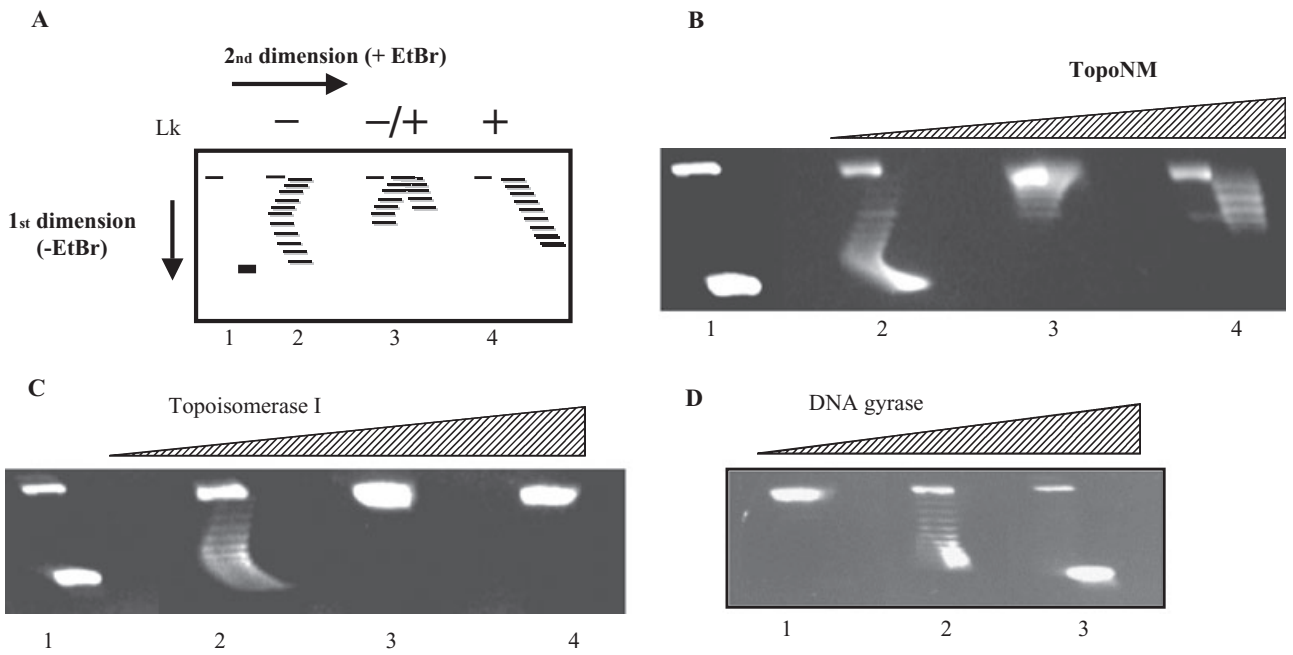 A
2nd dimension (+ EtBr)
Lk
− −/+ +
1st dimension
(-EtBr)
1 2 3 4
B
TopoNM
1 2 3 4
C
Topoisomerase I
1 2 3 4
D
DNA gyrase
1 2 3